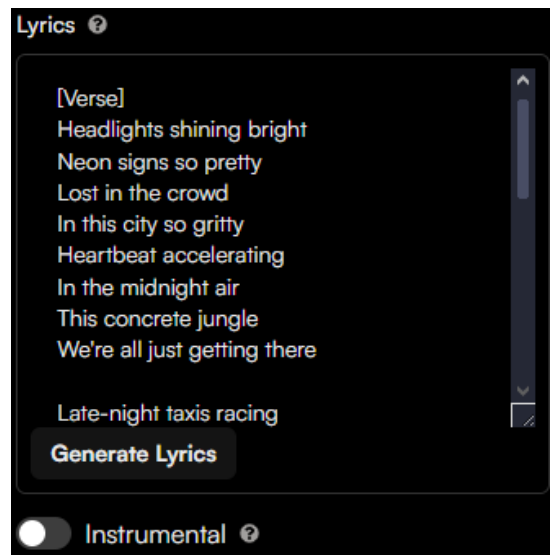 Lyrics
[Verse]
Headlights shining bright
Neon signs so pretty
Lost in the crowd
In this city so gritty
Heartbeat accelerating
In the midnight air
This concrete jungle
We're all just getting there
Late-night taxis racing
Generate Lyrics
Instrumental